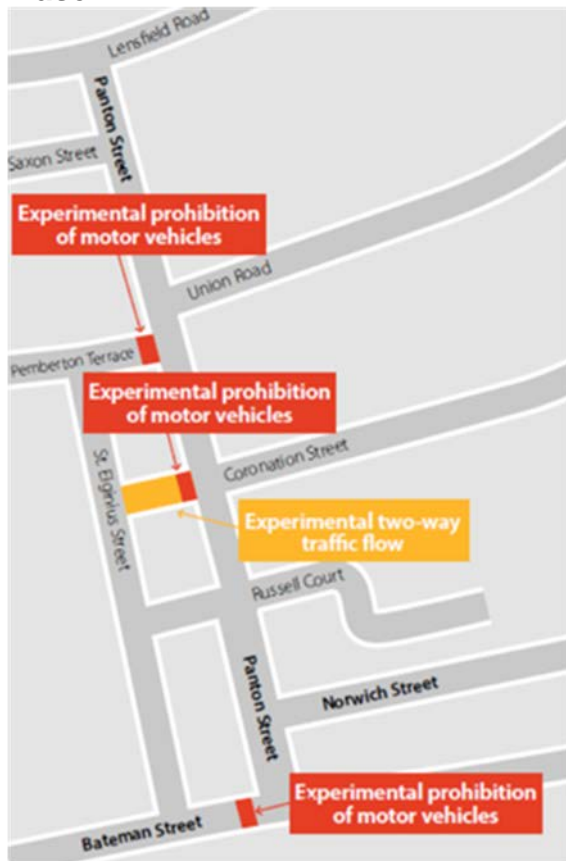 Lensfield Road
Panton Street
Saxon Street
Experimental prohibition
of motor vehicles
Union Road
Pemberton Terrace
Experimental prohibition
of motor vehicles
Coronation Street
St. Elginius Street
Experimental two-way
traffic flow
Russell Court
Panton Street
Norwich Street
Experimental prohibition
of motor vehicles
Bateman Street